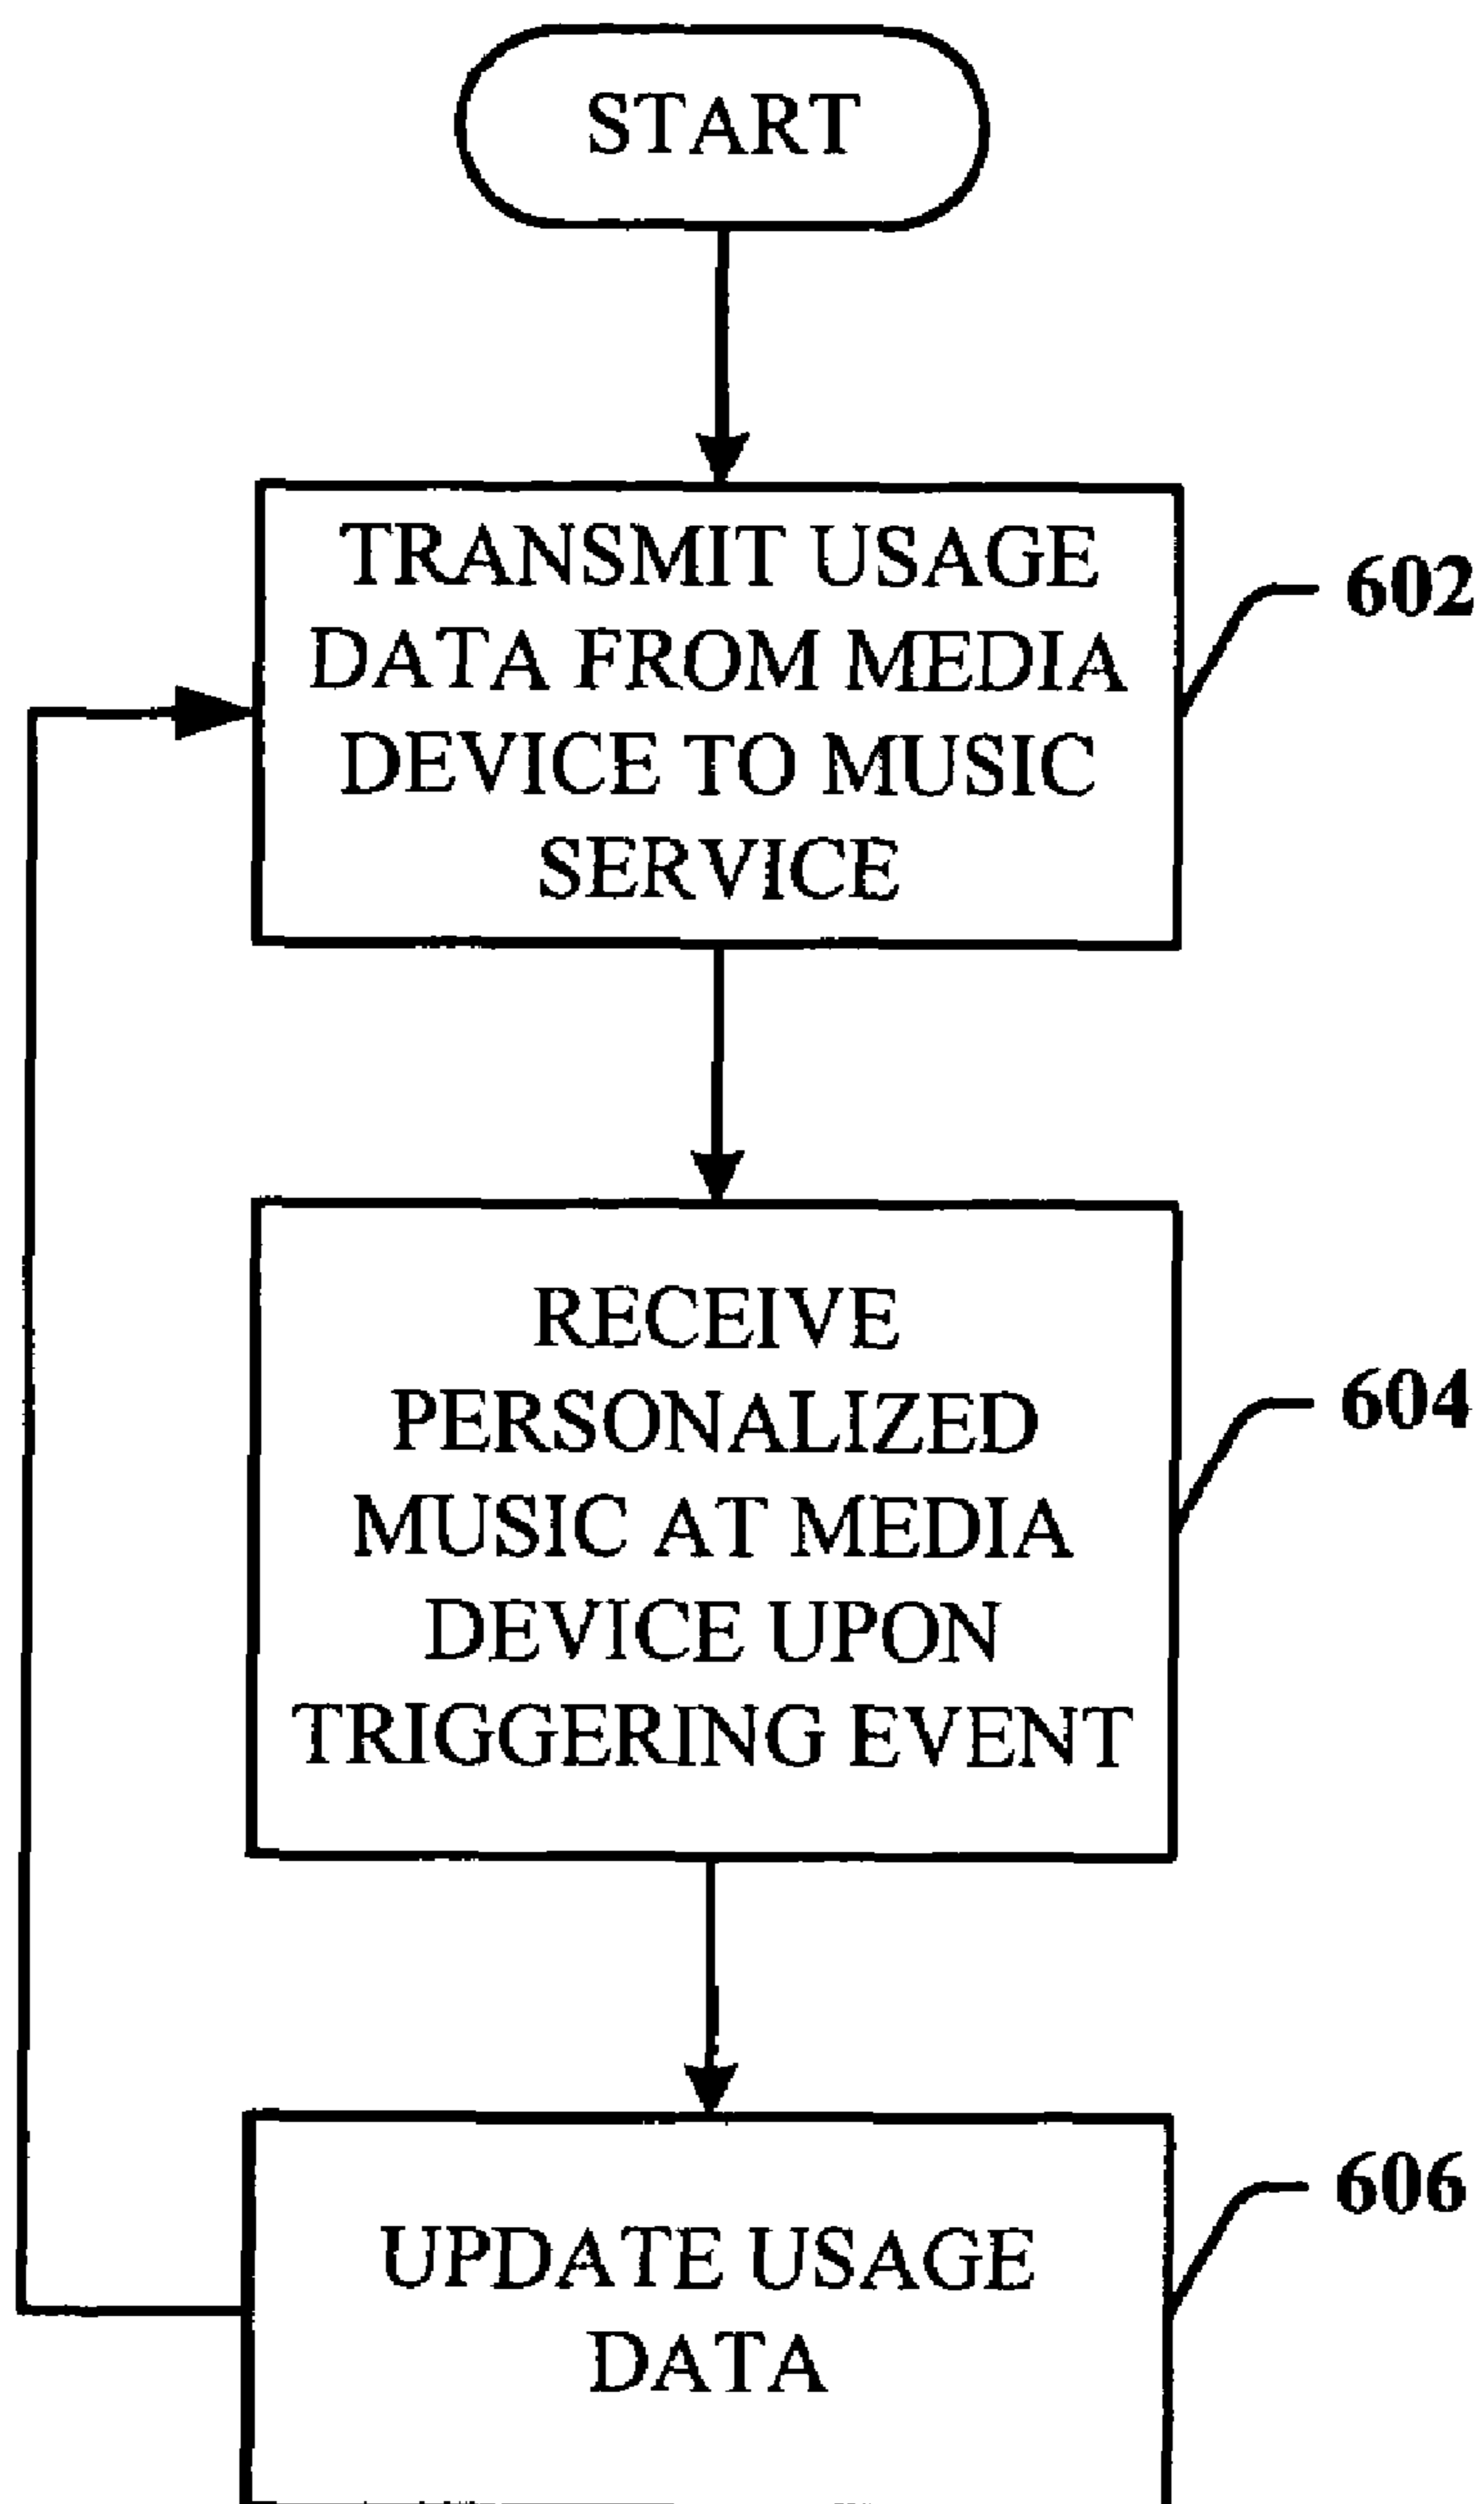 START
TRANSMIT USAGE
DATA FROM MEDIA
DEVICE TO MUSIC
SERVICE
602
RECEIVE
PERSONALIZED
MUSIC AT MEDIA
DEVICE UPON
TRIGGERING EVENT
604
UPDATE USAGE
DATA
606